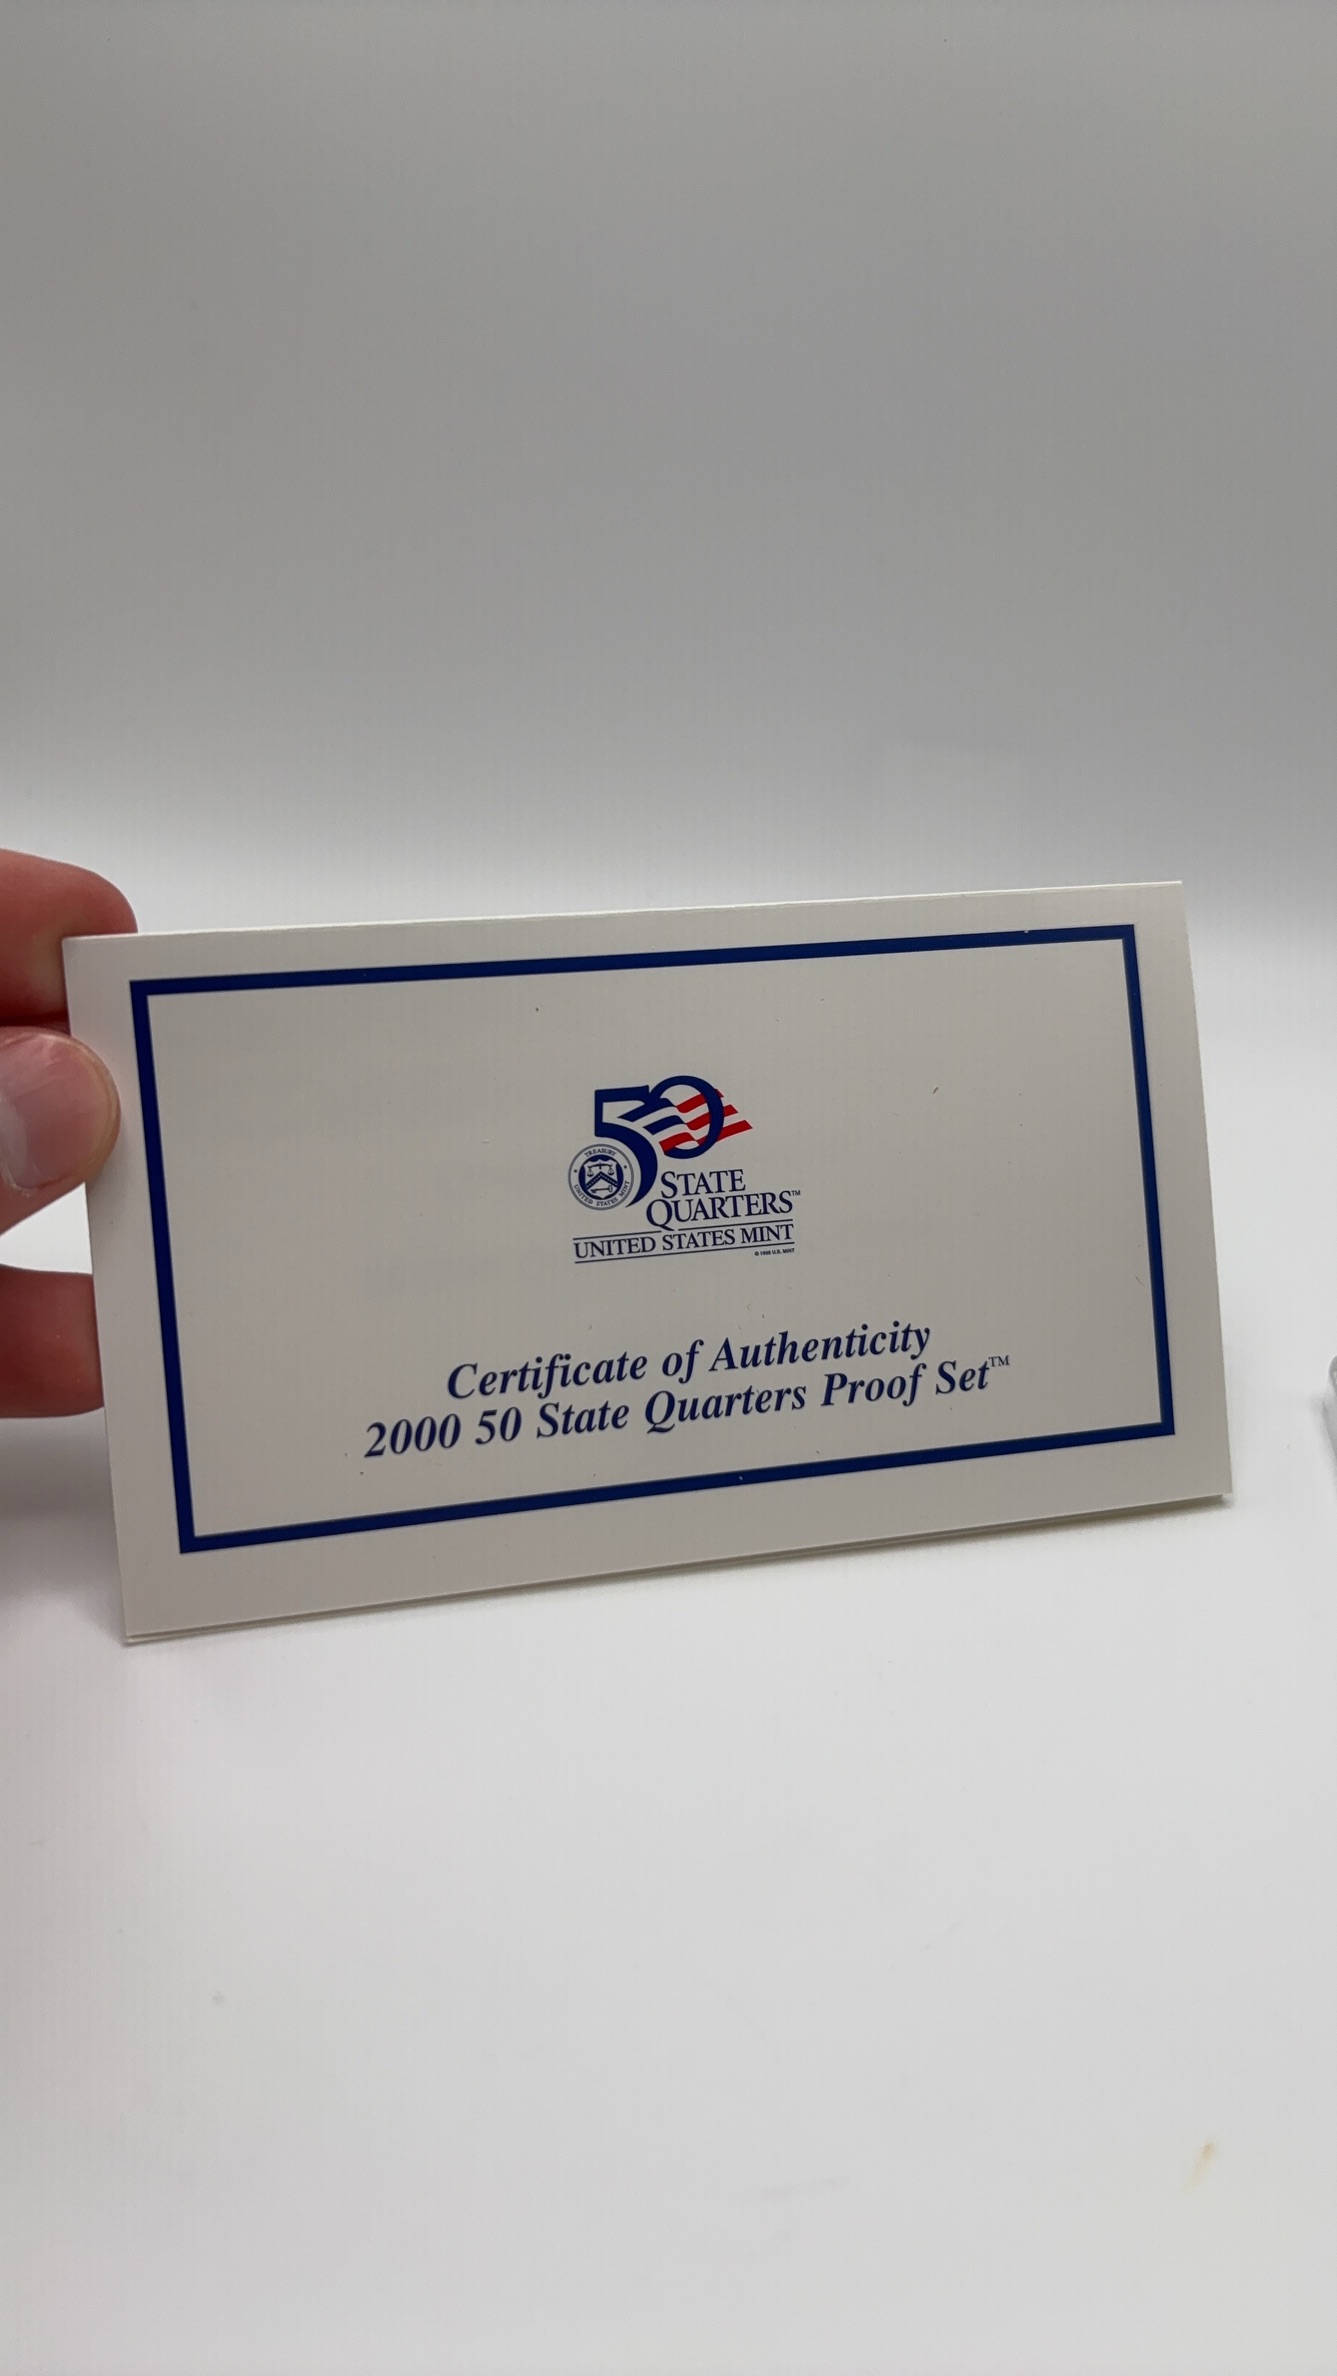 50
TREASURY
UNITED STATES MINT
STATE
QUARTERS™
UNITED STATES MINT
Certificate of Authenticity
2000 50 State Quarters Proof Set™